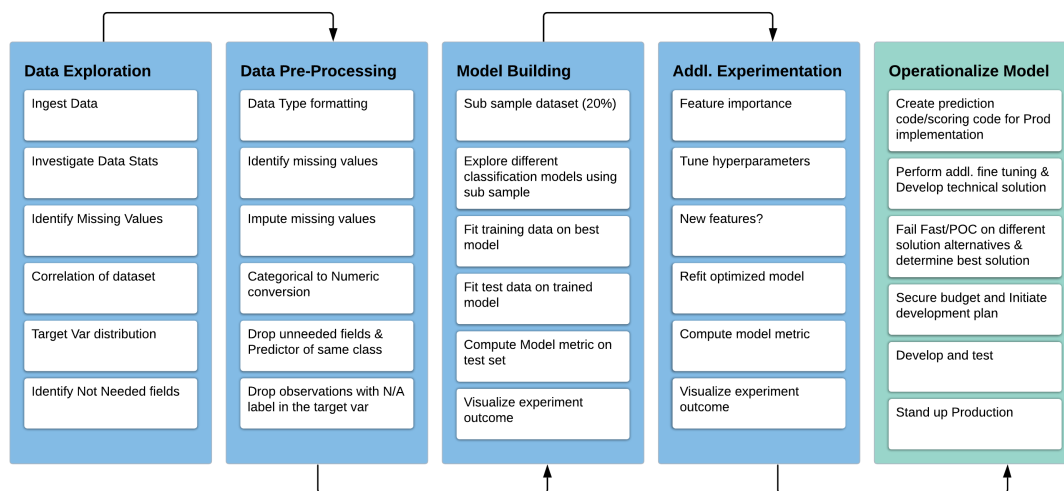 Data Exploration
Ingest Data
Investigate Data Stats
Identify Missing Values
Correlation of dataset
Target Var distribution
Identify Not Needed fields
Data Pre-Processing
Data Type formatting
Identify missing values
Impute missing values
Categorical to Numeric
conversion
Drop unneeded fields &
Predictor of same class
Drop observations with N/A
label in the target var
Model Building
Sub sample dataset (20%)
Explore different
classification models using
sub sample
Fit training data on best
model
Fit test data on trained
model
Compute Model metric on
test set
Visualize experiment
outcome
Addl. Experimentation
Feature importance
Tune hyperparameters
New features?
Refit optimized model
Compute model metric
Visualize experiment
outcome
Operationalize Model
Create prediction
code/scoring code for Prod
implementation
Perform addl. fine tuning &
Develop technical solution
Fail Fast/POC on different
solution alternatives &
determine best solution
Secure budget and Initiate
development plan
Develop and test
Stand up Production